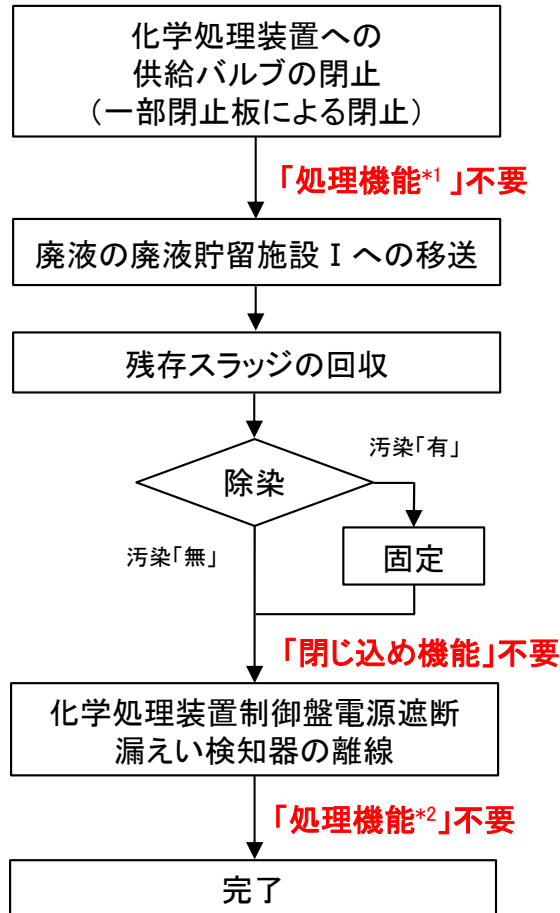 化学処理装置への
供給バルブの閉止
(一部閉止板による閉止)
「処理機能*1」不要
廃液の廃液貯留施設Ⅰへの移送
残存スラッジの回収
除染
汚染「有」
汚染「無」
固定
「閉じ込め機能」不要
化学処理装置制御盤電源遮断
漏えい検知器の離線
「処理機能*2」不要
完了